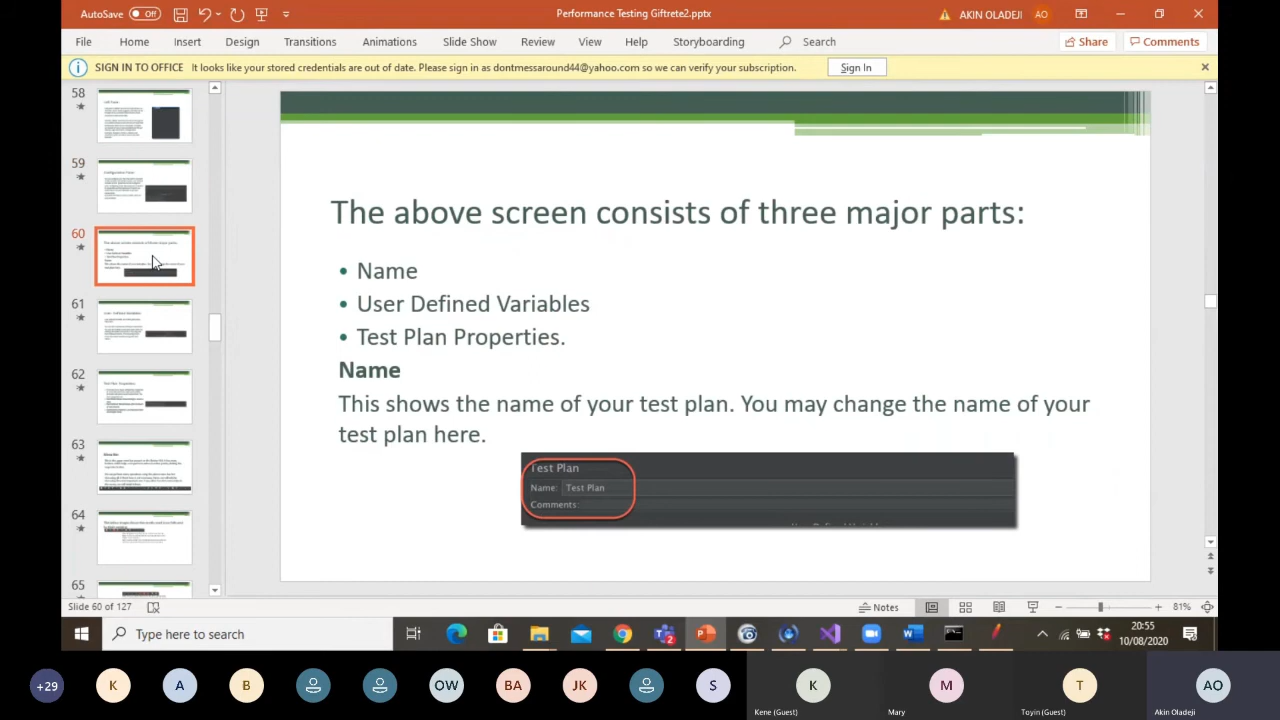 AutoSave Off
Performance Testing Giftrete2.pptx
AKIN OLADEJI AO
File Home Insert Design Transitions Animations Slide Show Review View Help Storyboarding Search Share Comments
SIGN IN TO OFFICE It looks like your stored credentials are out of date. Please sign in as dontmessaround44@yahoo.com so we can verify your subscription. Sign In
58
59
60
61
62
63
64
65
The above screen consists of three major parts:
• Name
• User Defined Variables
• Test Plan Properties.
Name
This shows the name of your test plan. You may change the name of your
test plan here.
Test Plan
Name: Test Plan
Comments:
Slide 60 of 127
Notes
81%
Type here to search
2
20:55
10/08/2020
+29 K A B OW BA JK S K M T AO
Kene (Guest) Mary Toyin (Guest) Akin Oladeji